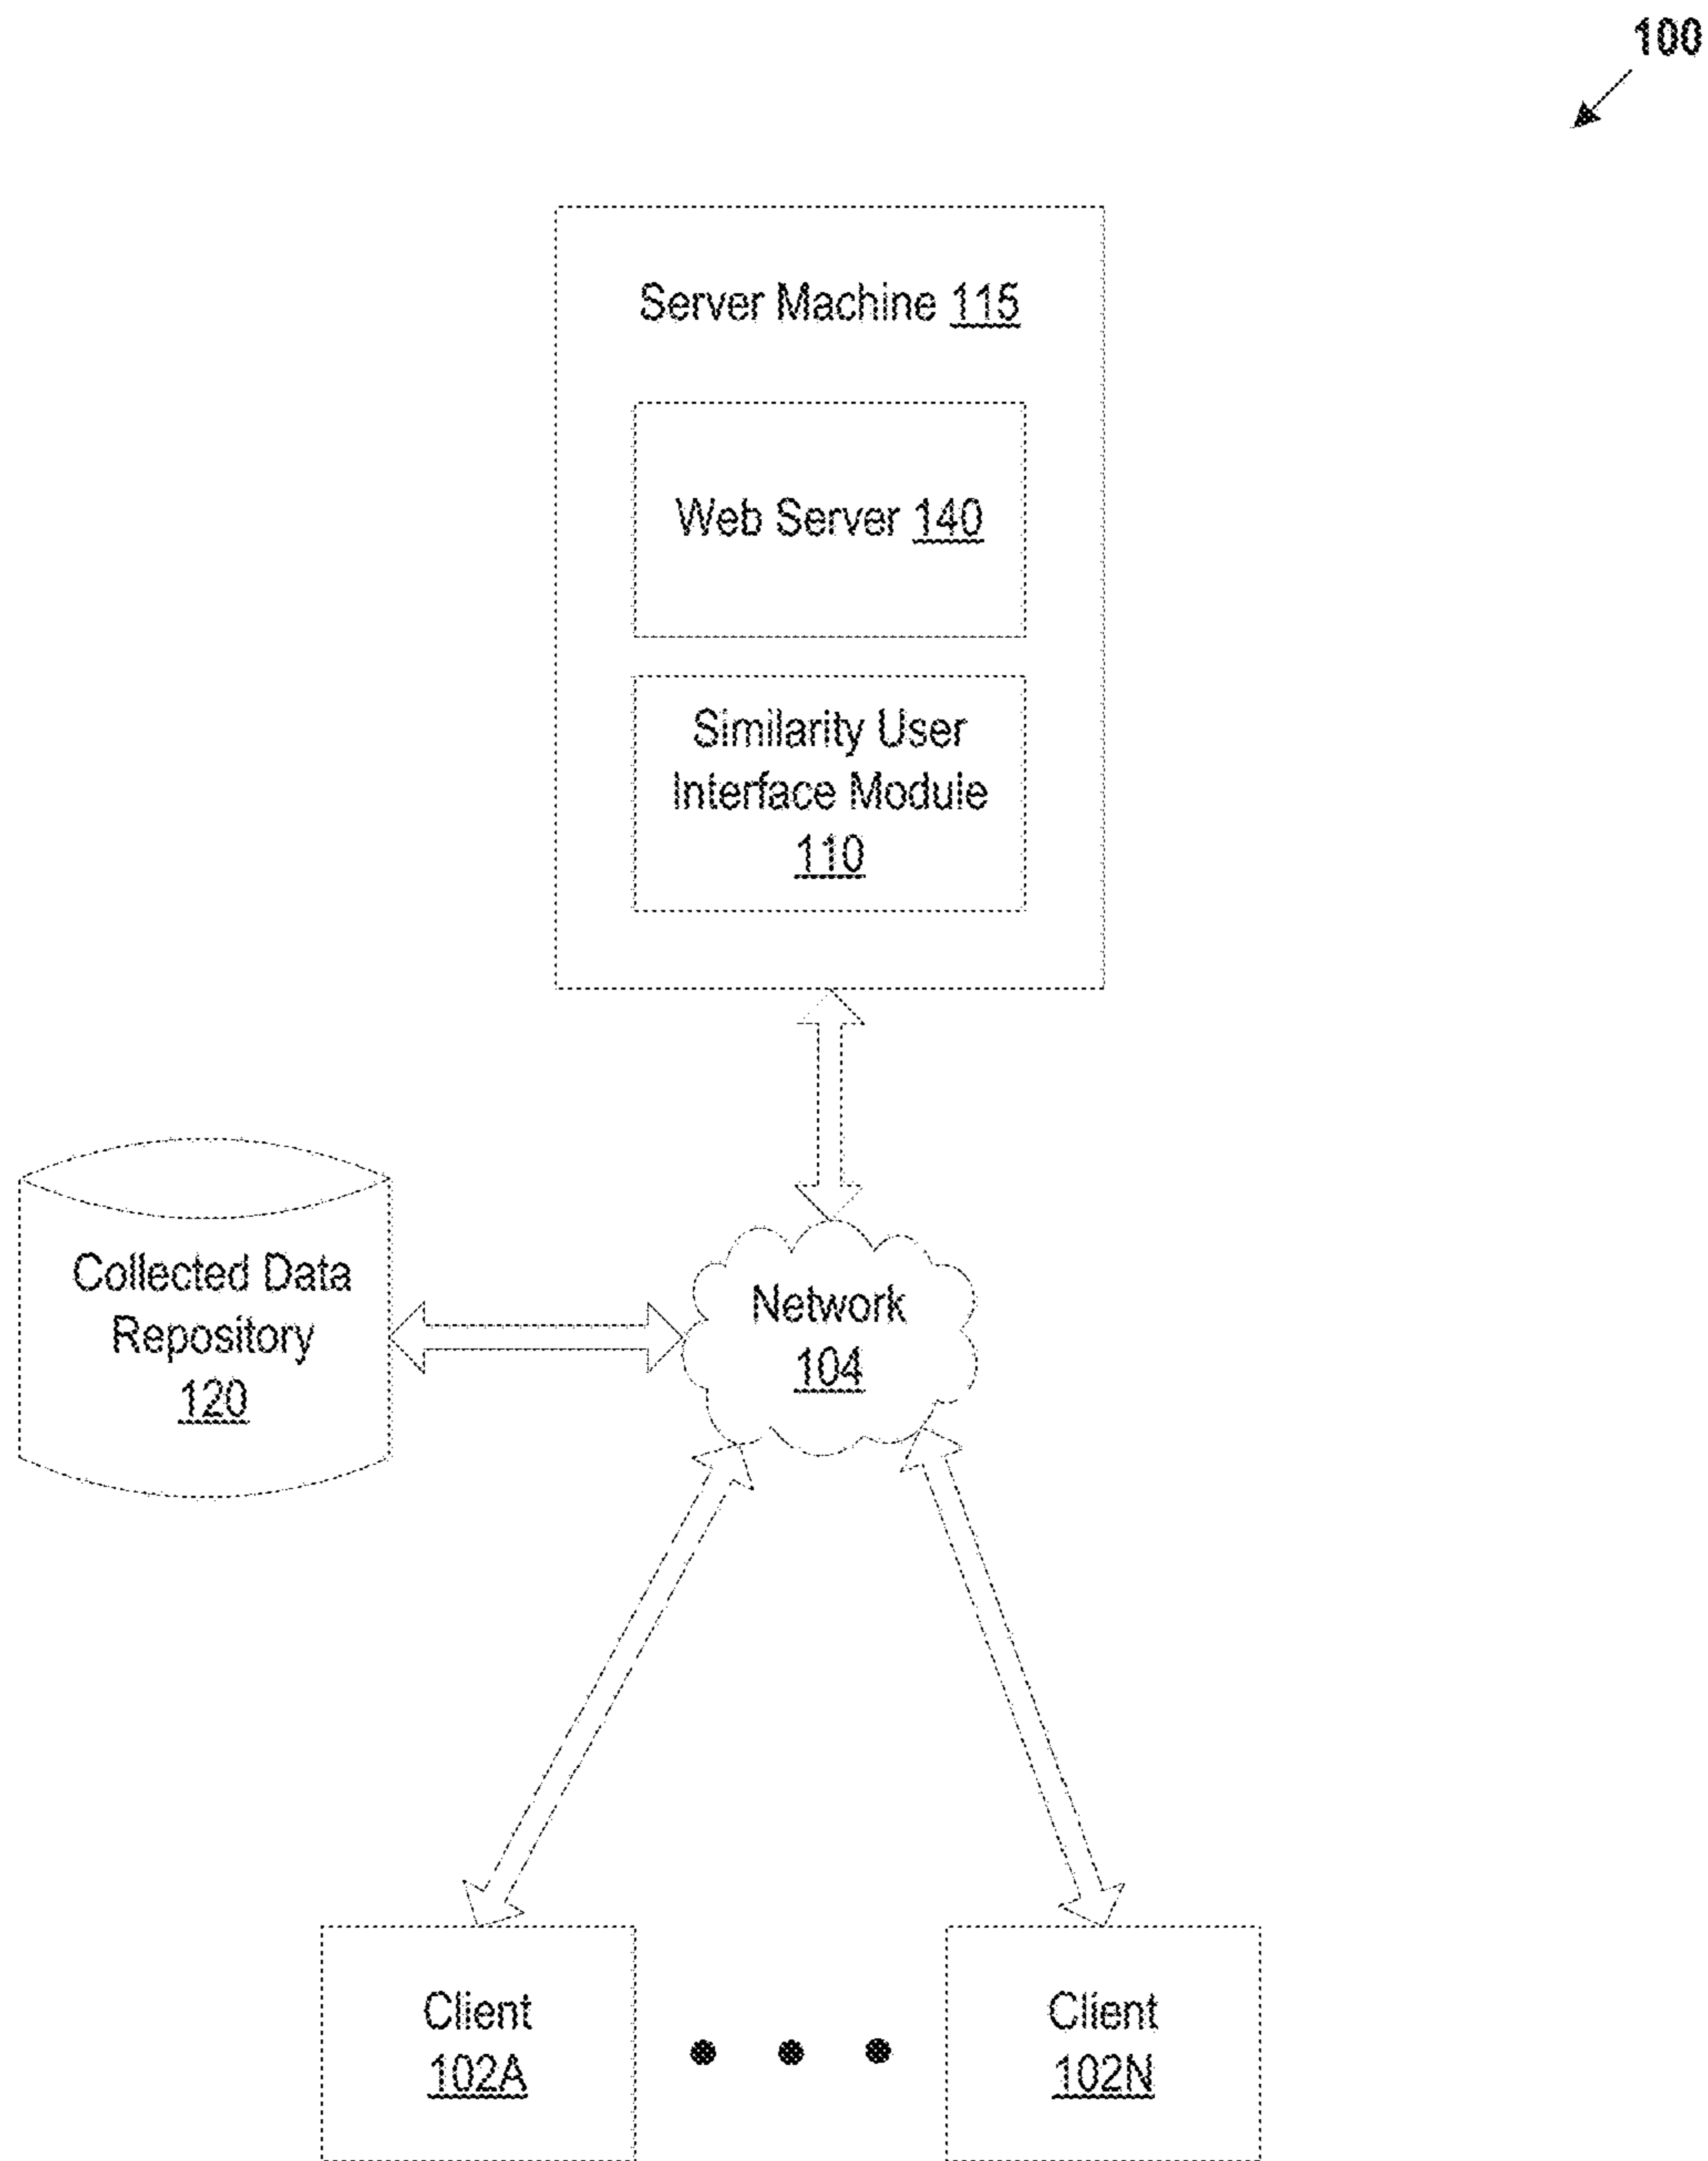 100
Server Machine 115
Web Server 140
Similarity User
Interface Module
110
Collected Data
Repository
120
Network
104
Client
102A
Client
102N